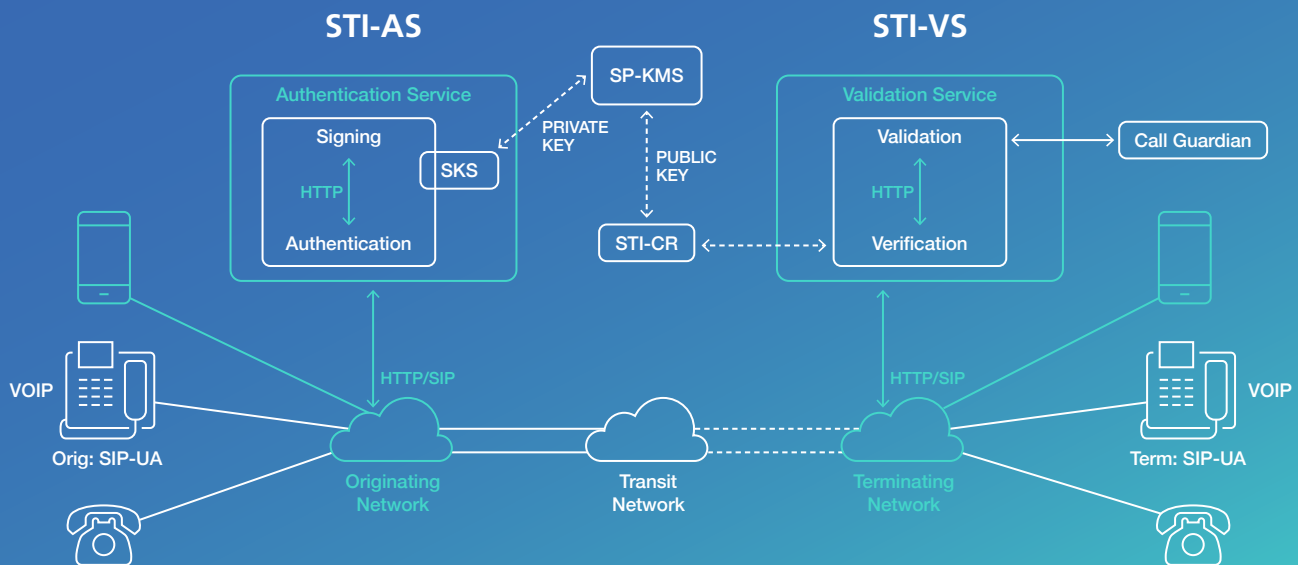 STI-AS
STI-VS
SP-KMS
Authentication Service
Validation Service
PRIVATE
KEY
Signing
Validation
Call Guardian
PUBLIC
KEY
SKS
HTTP
HTTP
Authentication
STI-CR
Verification
HTTP/SIP
HTTP/SIP
VOIP
VOIP
Orig: SIP-UA
Term: SIP-UA
Originating
Network
Transit
Network
Terminating
Network